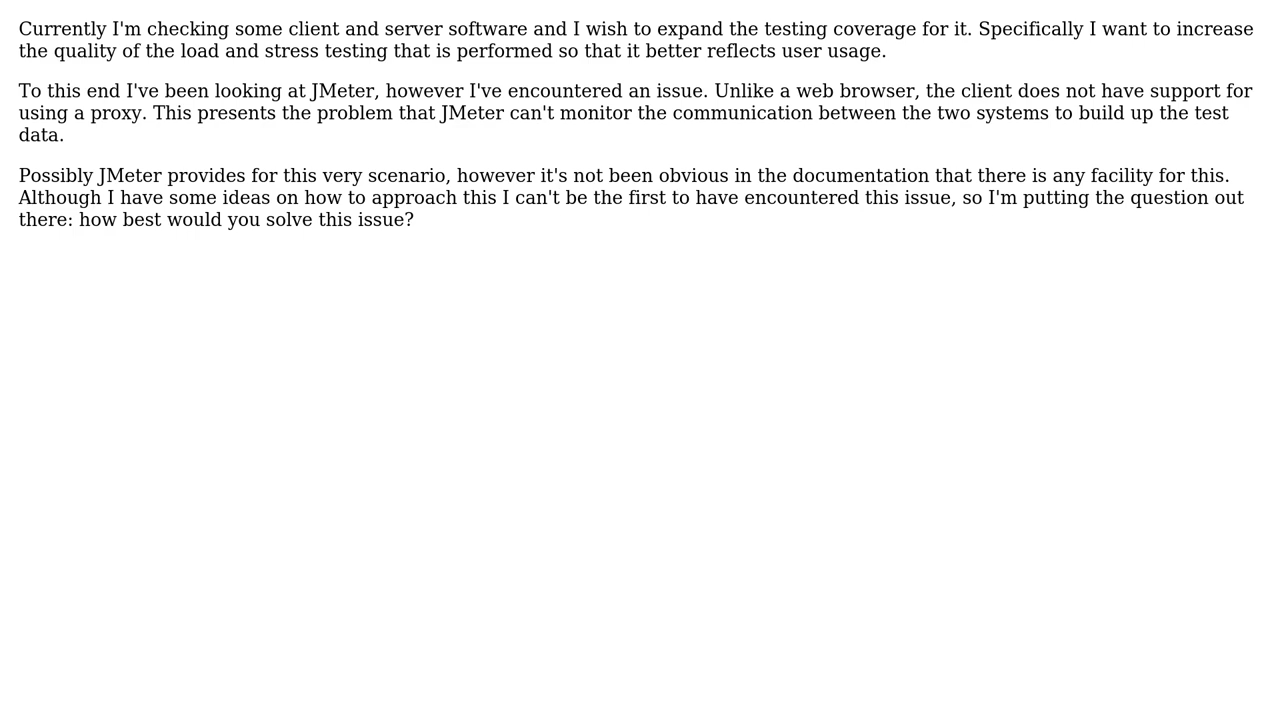 Currently I'm checking some client and server software and I wish to expand the testing coverage for it. Specifically I want to increase
the quality of the load and stress testing that is performed so that it better reflects user usage.
To this end I've been looking at JMeter, however I've encountered an issue. Unlike a web browser, the client does not have support for
using a proxy. This presents the problem that JMeter can't monitor the communication between the two systems to build up the test
data.
Possibly JMeter provides for this very scenario, however it's not been obvious in the documentation that there is any facility for this.
Although I have some ideas on how to approach this I can't be the first to have encountered this issue, so I'm putting the question out
there: how best would you solve this issue?